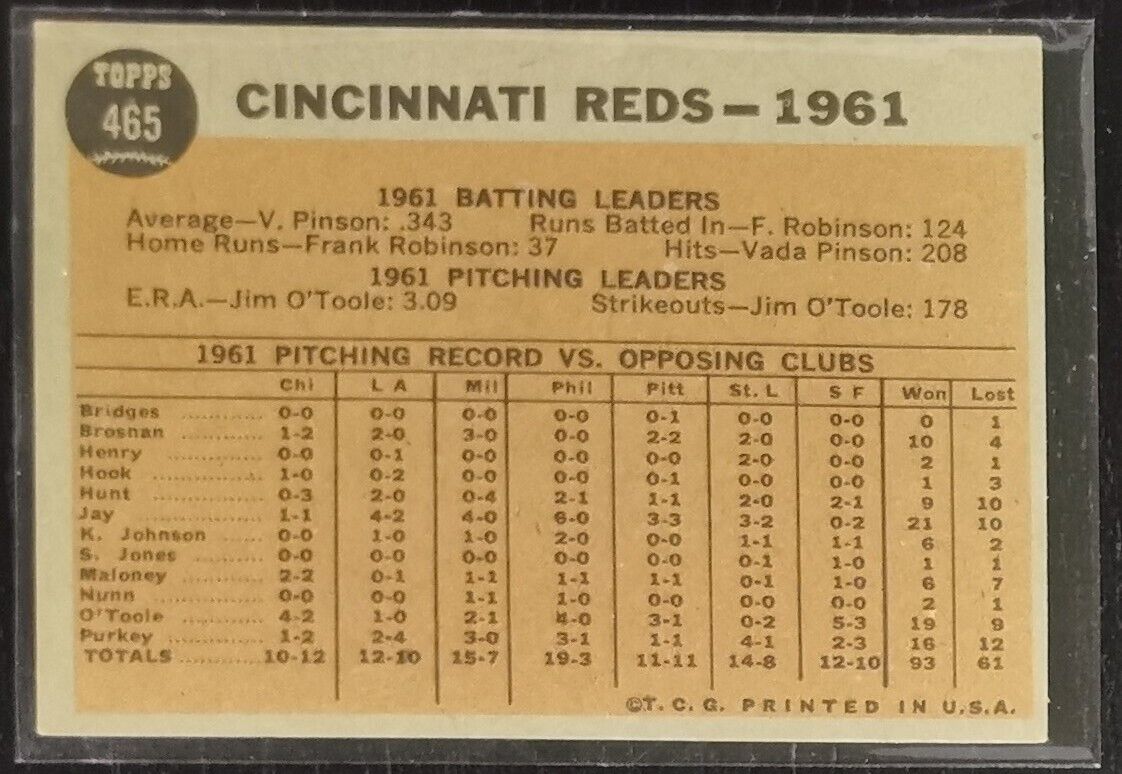 TOPPS
465
CINCINNATI REDS — 1961
1961 BATTING LEADERS
Average—V. Pinson: .343 Runs Batted In—F. Robinson: 124
Home Runs—Frank Robinson: 37 Hits—Vada Pinson: 208
1961 PITCHING LEADERS
E.R.A.—Jim O'Toole: 3.09 Strikeouts—Jim O'Toole: 178
1961 PITCHING RECORD VS. OPPOSING CLUBS
Chi L A Mil Phil Pitt St. L S F Won Lost
Bridges 0-0 0-0 0-0 0-0 0-1 0-0 0-0 0 1
Brosnan 1-2 2-0 3-0 0-0 2-2 2-0 0-0 10 4
Henry 0-0 0-1 0-0 0-0 0-0 2-0 0-0 2 1
Hook 1-0 0-2 0-0 0-0 0-1 0-0 0-0 1 3
Hunt 0-3 2-0 0-4 2-1 1-1 2-0 2-1 9 10
Jay 1-1 4-2 4-0 6-0 3-3 3-2 0-2 21 10
K. Johnson 0-0 1-0 1-0 2-0 0-0 1-1 1-1 6 2
S. Jones 0-0 0-0 0-0 0-0 0-0 0-1 1-0 1 1
Maloney 2-2 0-1 1-1 1-1 1-1 0-1 1-0 6 7
Nunn 0-0 0-0 1-1 1-0 0-0 0-0 0-0 2 1
O'Toole 4-2 1-0 2-1 4-0 3-1 0-2 5-3 19 9
Purkey 1-2 2-4 3-0 3-1 1-1 4-1 2-3 16 12
TOTALS 10-12 12-10 15-7 19-3 11-11 14-8 12-10 93 61
©T. C. G. PRINTED IN U.S.A.